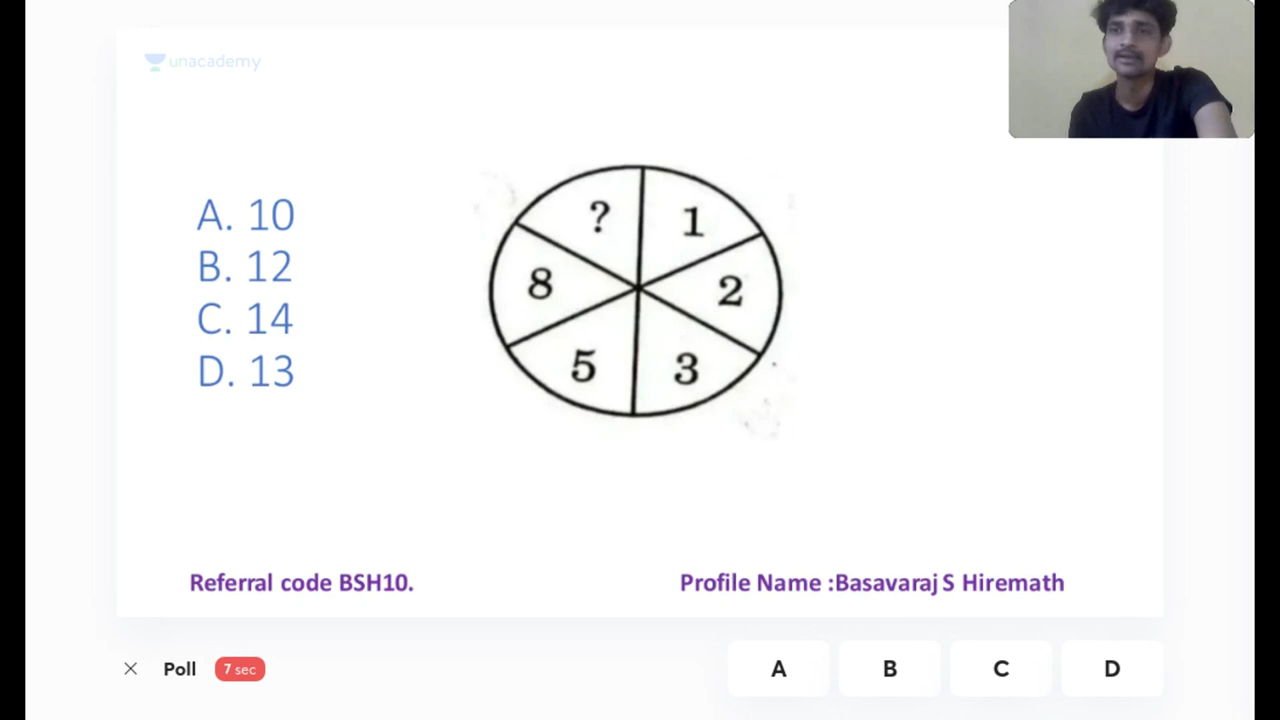 unacademy
A. 10
B. 12
C. 14
D. 13
? 1
8 2
5 3
Referral code BSH10.
Profile Name :Basavaraj S Hiremath
Poll 7 sec A B C D